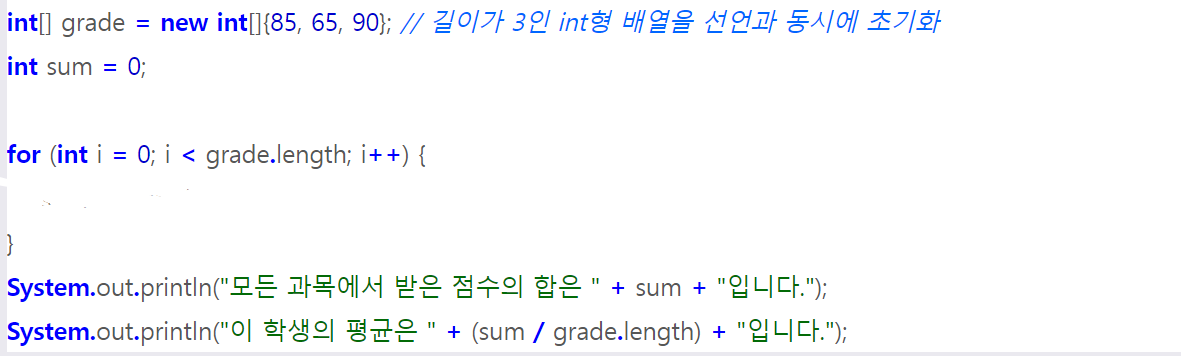 int[] grade = new int[]{85, 65, 90}; // 길이가 3인 int형 배열을 선언과 동시에 초기화
int sum = 0;
for (int i = 0; i < grade.length; i++) {
}
System.out.println("모든 과목에서 받은 점수의 합은 " + sum + "입니다.");
System.out.println("이 학생의 평균은 " + (sum / grade.length) + "입니다.");